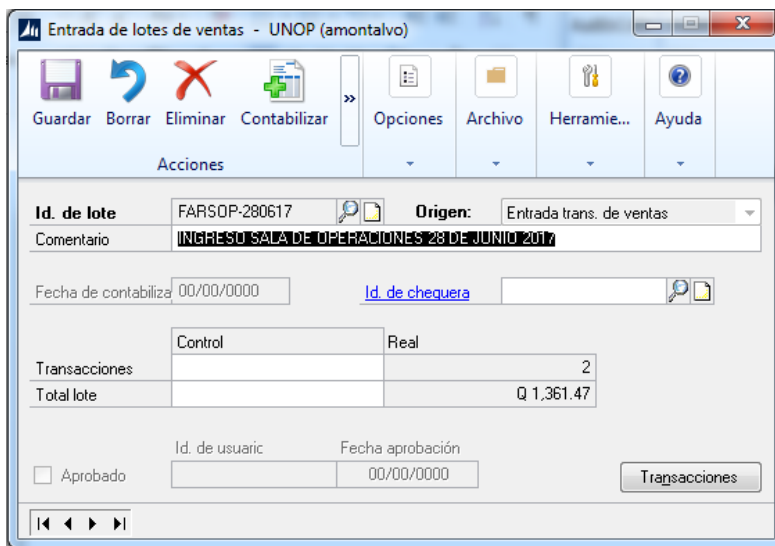 Entrada de lotes de ventas - UNOP (amontalvo)
Guardar Borrar Eliminar Contabilizar » Opciones Archivo Herramie... Ayuda
Acciones
Id. de lote FARSOP-280617 Origen: Entrada trans. de ventas
Comentario INGRESO SALA DE OPERACIONES 28 DE JUNIO 2017
Fecha de contabiliza 00/00/0000 Id. de chequera
Control Real
Transacciones 2
Total lote Q 1,361.47
Id. de usuaric Fecha aprobación
Aprobado 00/00/0000 Transacciones